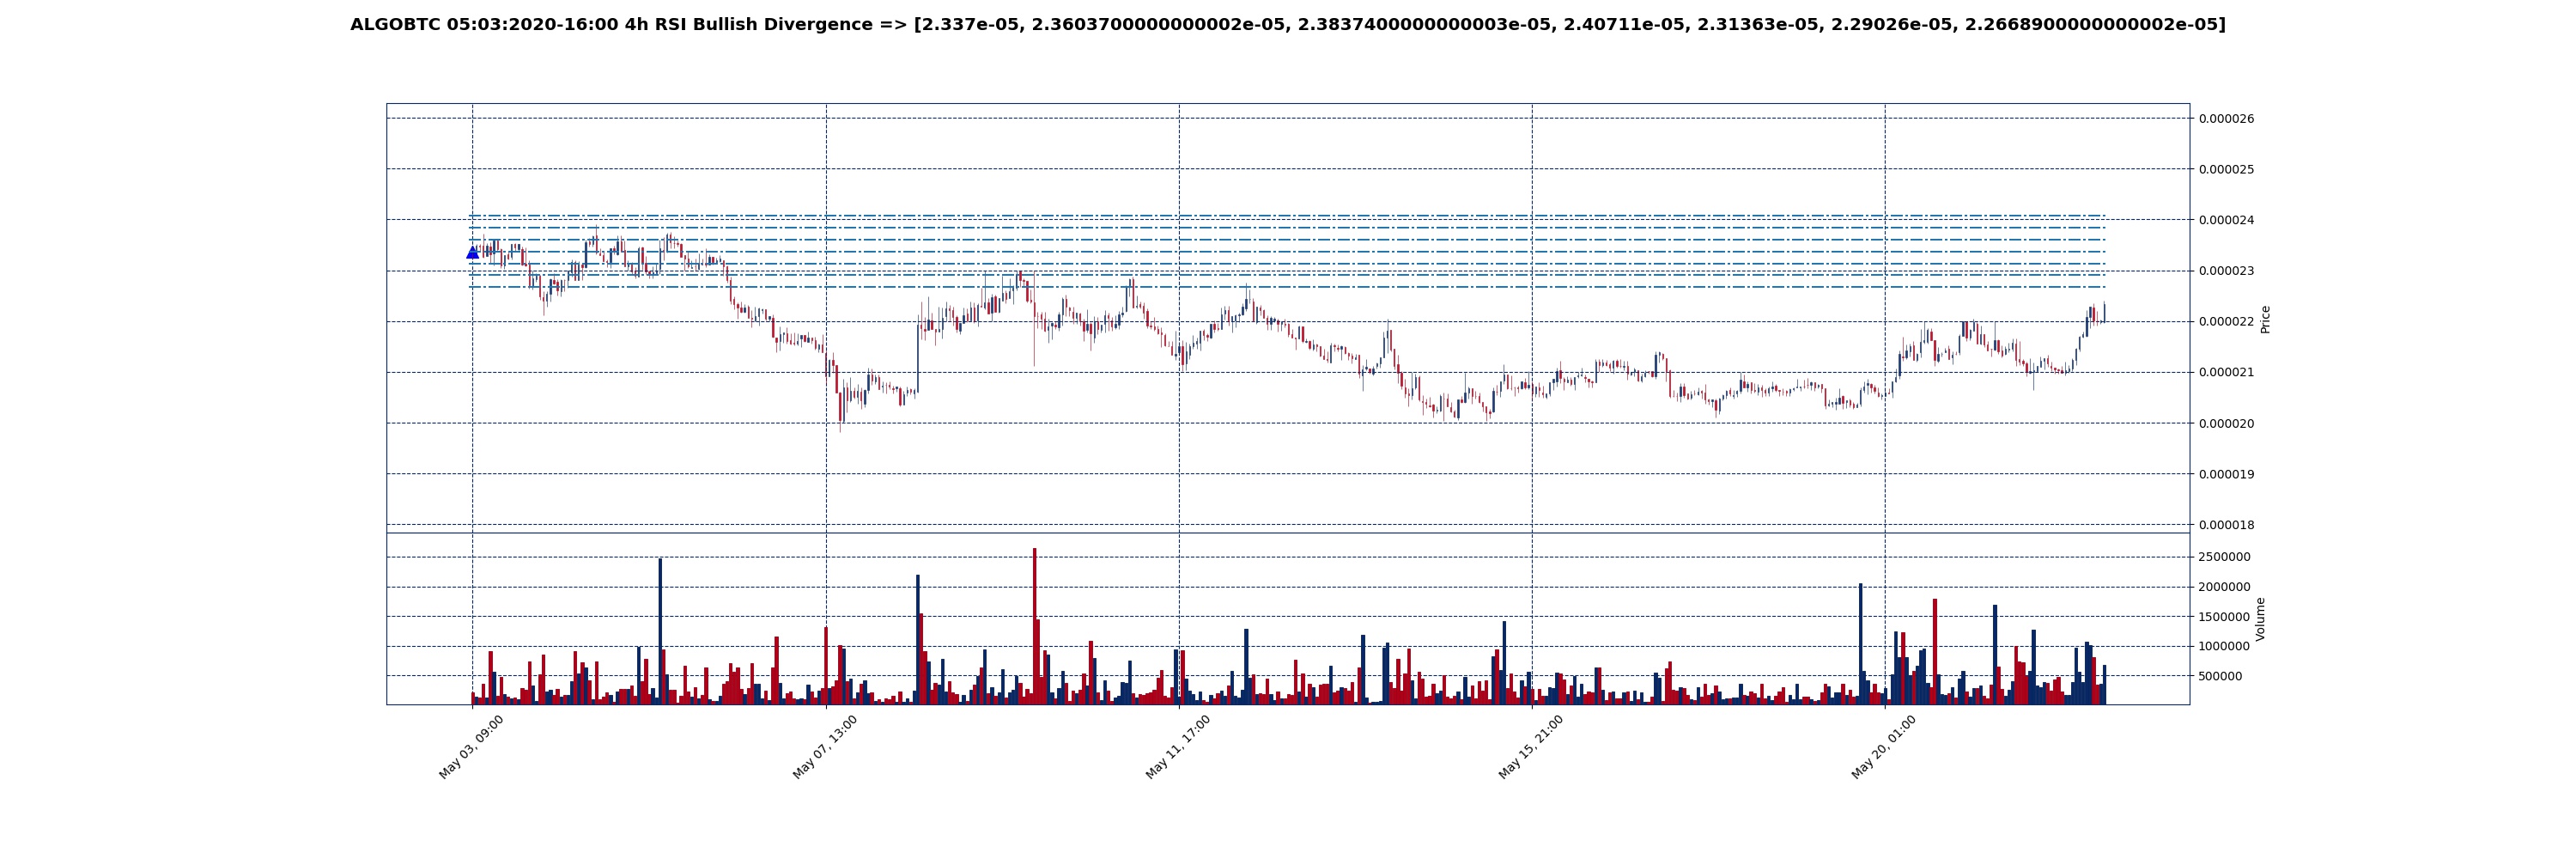 ALGOBTC 05:03:2020-16:00 4h RSI Bullish Divergence => [2.337e-05, 2.3603700000000002e-05, 2.3837400000000003e-05, 2.40711e-05, 2.31363e-05, 2.29026e-05, 2.2668900000000002e-05]
0.000026
0.000025
0.000024
0.000023
0.000022
0.000021
0.000020
0.000019
0.000018
Price
2500000
2000000
1500000
1000000
500000
Volume
May 03, 09:00
May 07, 13:00
May 11, 17:00
May 15, 21:00
May 20, 01:00